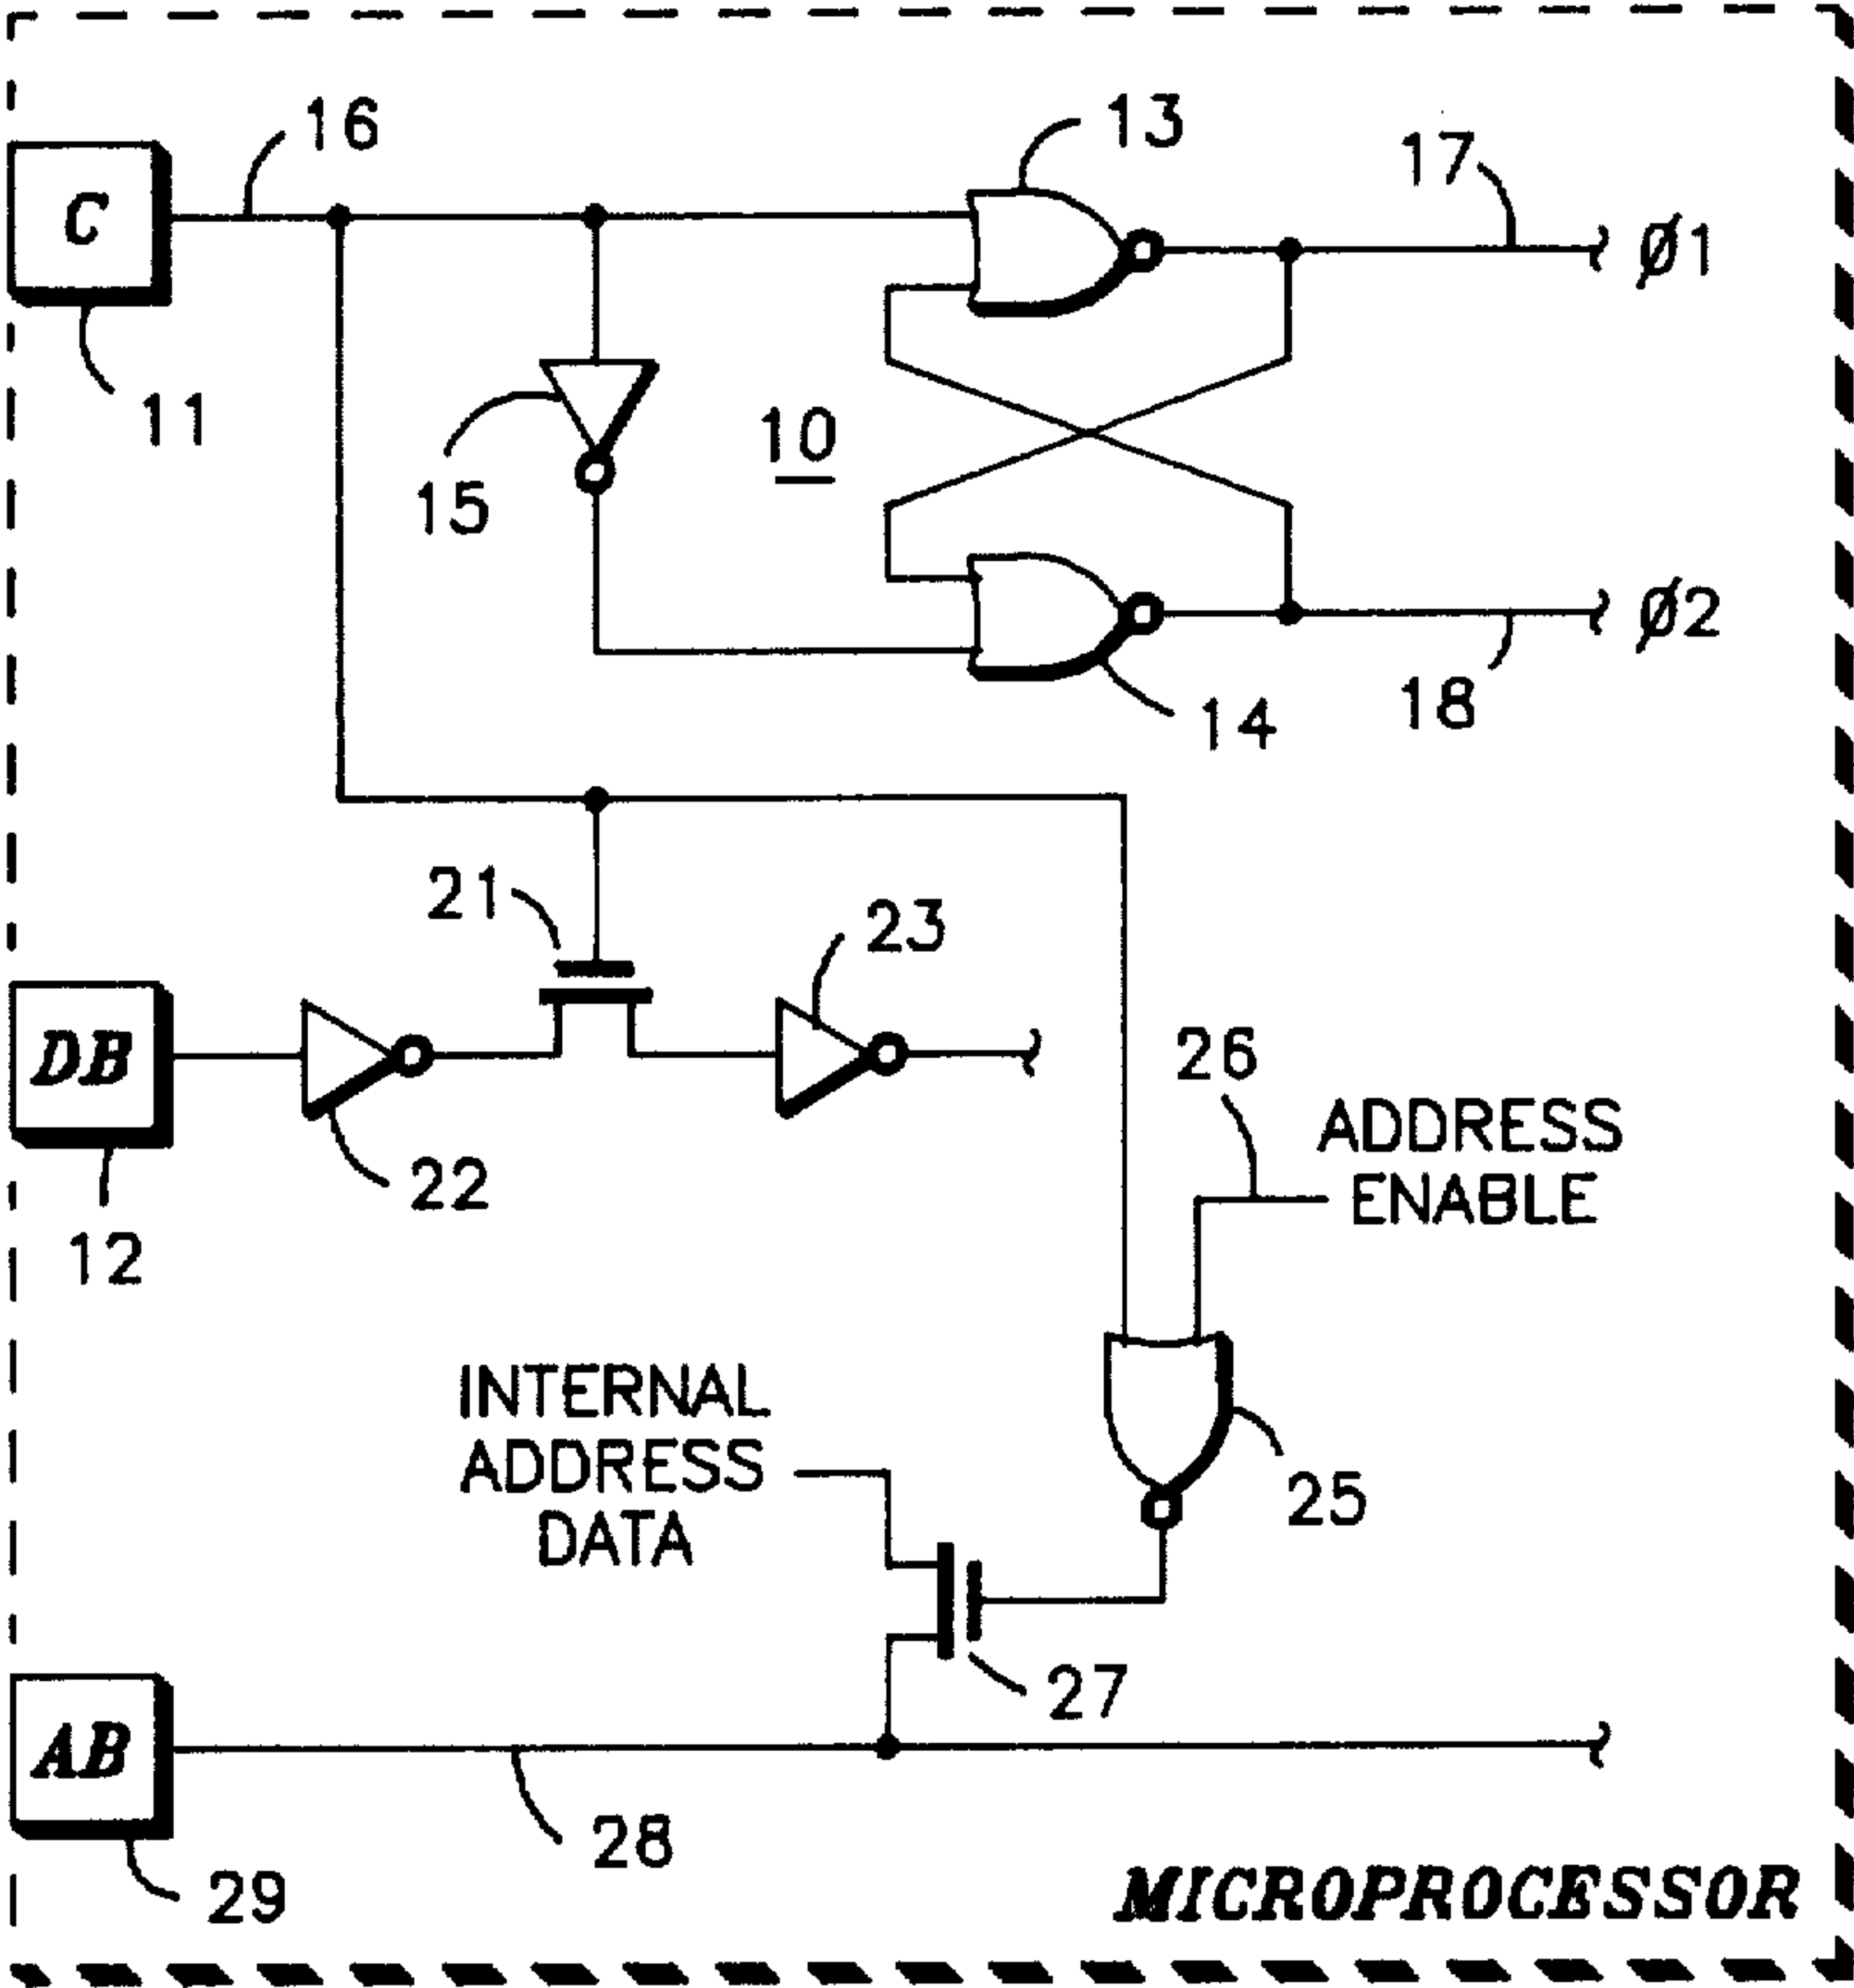 16
13
17
C
Ø1
11
10
15
Ø2
18
14
21
23
DB
26
ADDRESS
ENABLE
22
12
INTERNAL
ADDRESS
DATA
25
27
AB
28
29
MICROPROCESSOR